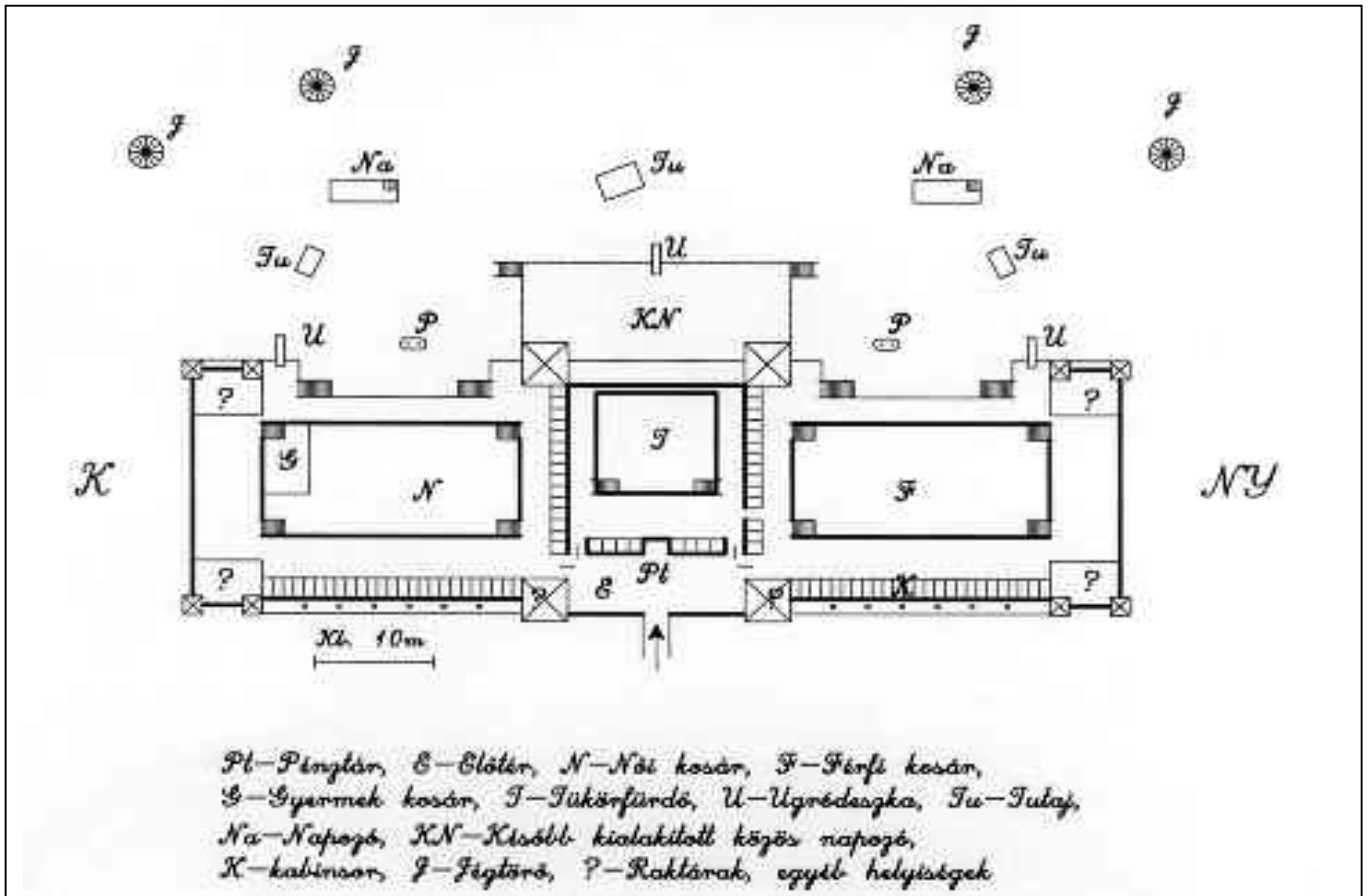 J
J
J
J
Na
Tu
Na
Tu
U
Tu
KN
U
P
P
U
?
?
K
G
N
T
F
NY
?
E
Pt
K
?
?
?
Kb. 10m
Pt-Pénztár, E-Előtér, N-Női kosár, F-Férfi kosár,
G-Gyermek kosár, T-Tükörfürdő, U-Ugródeszka, Tu-Tutaj,
Na-Napozó, KN-Később kialakított közös napozó,
K-kabinsor, J-Jégtörő, ?-Raktárak, egyéb helyiségek